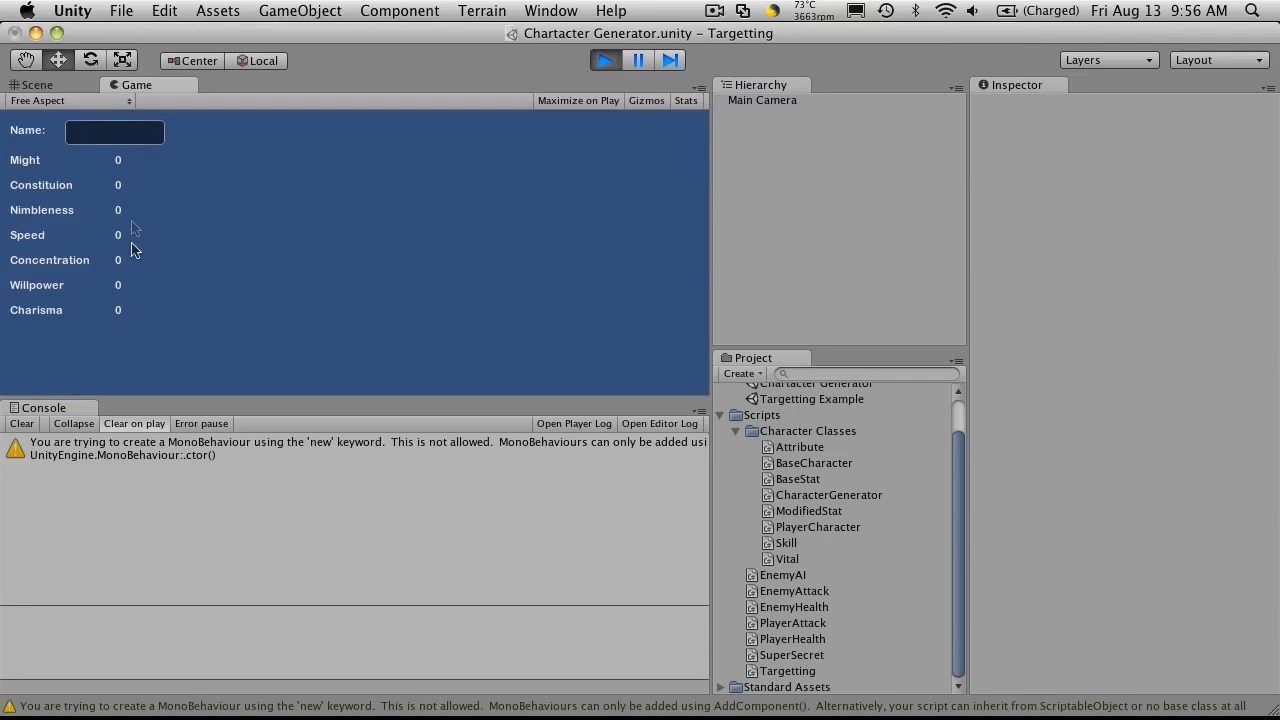 Unity File Edit Assets GameObject Component Terrain Window Help 73°C 3663rpm (Charged) Fri Aug 13 9:56 AM
Chartacter Generator.unity – Targetting
Center Local Layers Layout
Scene Game Hierarchy Inspector
Free Aspect Maximize on Play Gizmos Stats Main Camera
Name:
Might 0
Constituion 0
Nimbleness 0
Speed 0
Concentration 0
Willpower 0
Charisma 0
Project
Create
Chartacter Generator
Targetting Example
Scripts
Character Classes
Attribute
BaseCharacter
BaseStat
CharacterGenerator
ModifiedStat
PlayerCharacter
Skill
Vital
EnemyAI
EnemyAttack
EnemyHealth
PlayerAttack
PlayerHealth
SuperSecret
Targetting
Standard Assets
Console
Clear Collapse Clear on play Error pause Open Player Log Open Editor Log
You are trying to create a MonoBehaviour using the 'new' keyword. This is not allowed. MonoBehaviours can only be added usi
UnityEngine.MonoBehaviour:.ctor()
You are trying to create a MonoBehaviour using the 'new' keyword. This is not allowed. MonoBehaviours can only be added using AddComponent(). Alternatively, your script can inherit from ScriptableObject or no base class at all